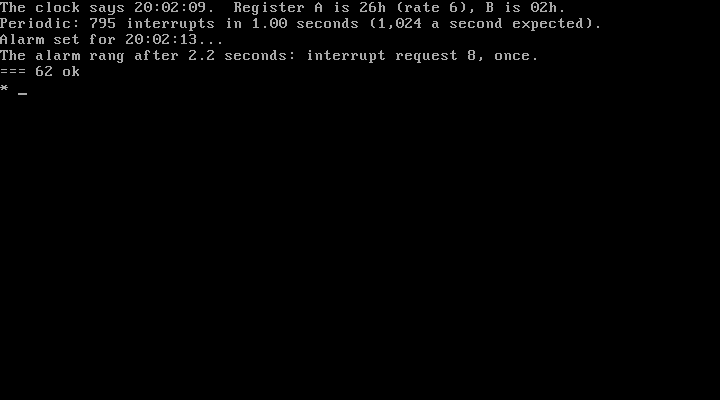 The clock says 20:02:09.  Register A is 26h (rate 6), B is 02h.
Periodic: 795 interrupts in 1.00 seconds (1,024 a second expected).
Alarm set for 20:02:13...
The alarm rang after 2.2 seconds: interrupt request 8, once.
=== 62 ok
* _